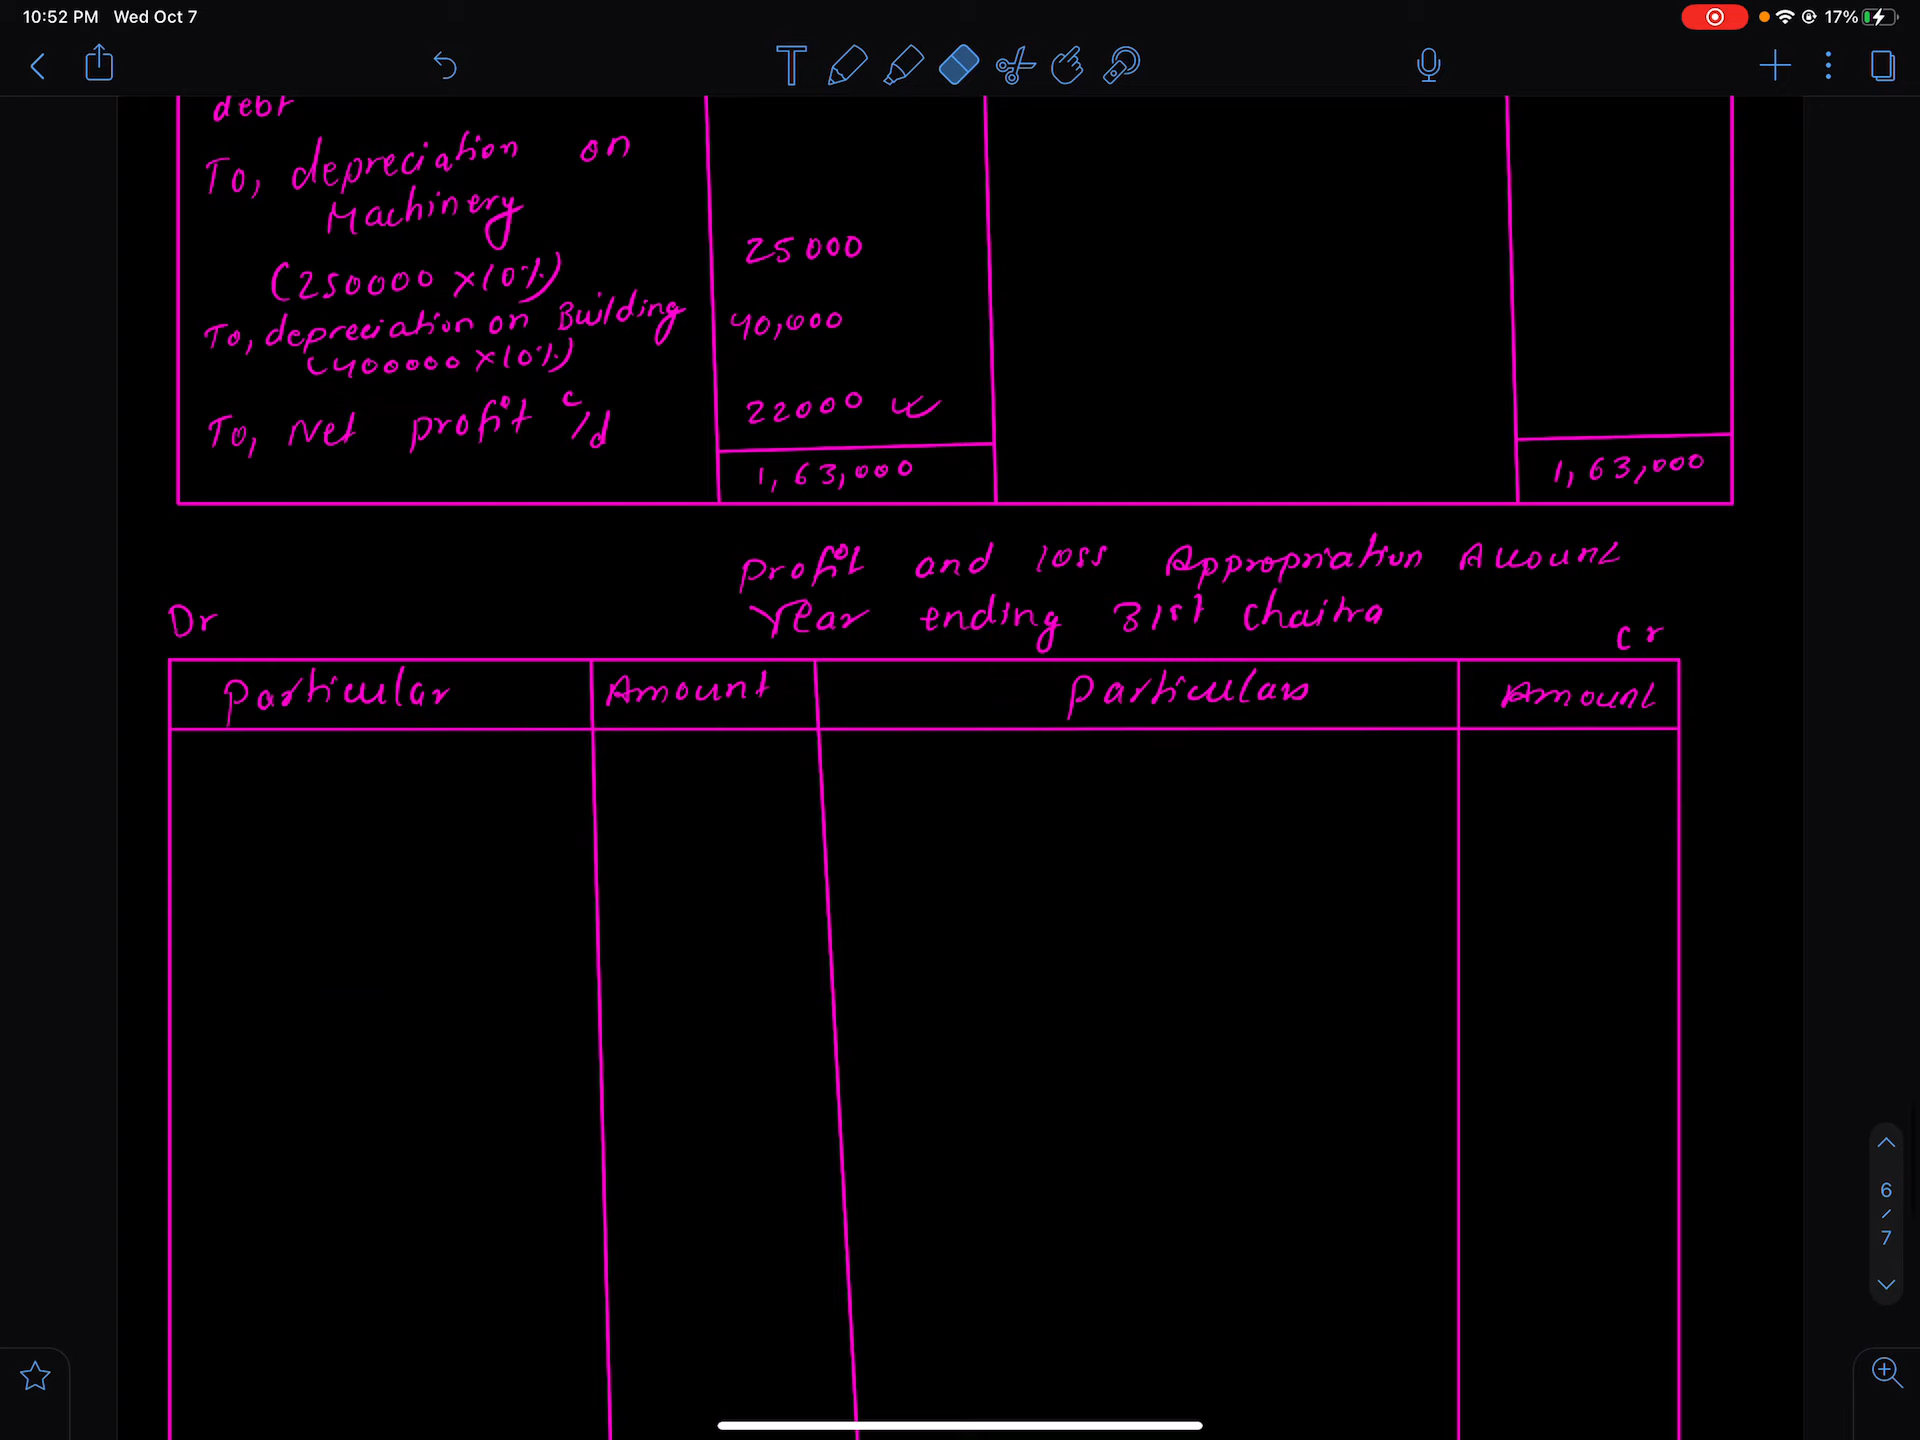 10:52 PM Wed Oct 7
17%
debt
To, depreciation on
Machinery
(250000 x 10%)
25000
To, depreciation on Building
40,000
(400000 x 10%)
To, Net profit c/d
22000
1,63,000
1,63,000
Profit and loss Appropriation Account
Year ending 31st chaitra
Dr
cr
Particular Amount Particulars Amount
6
/
7